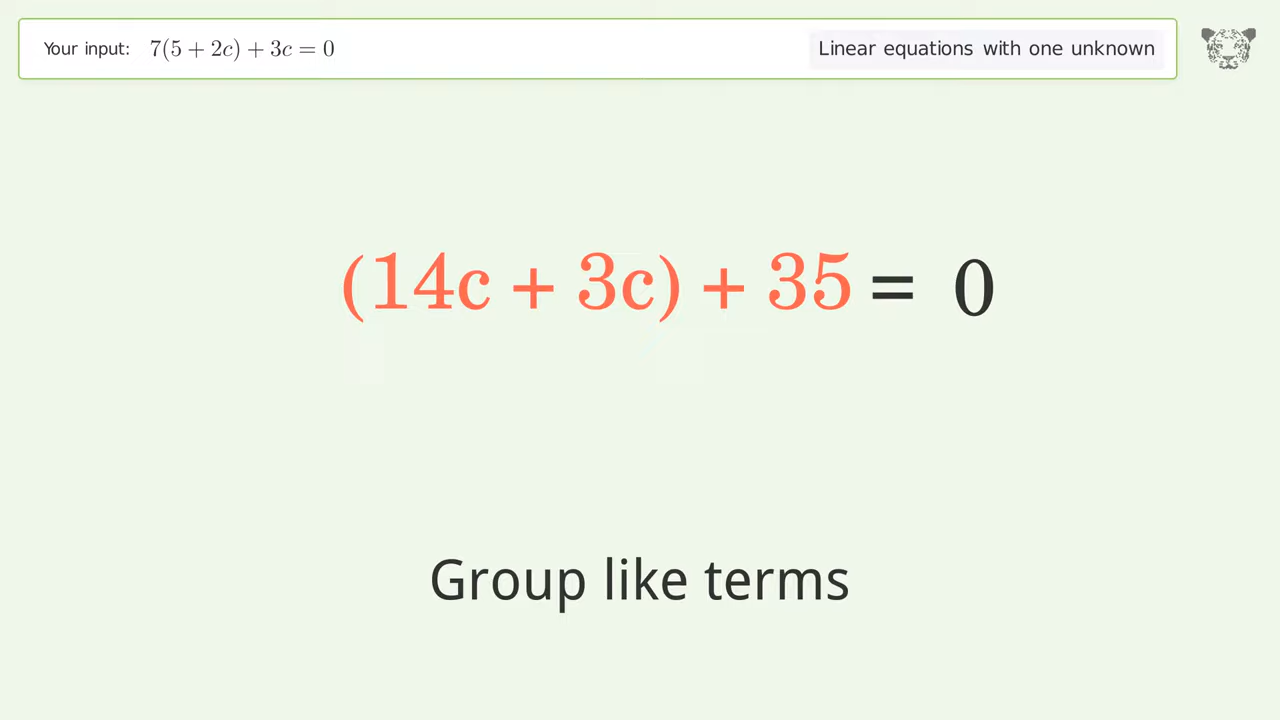 Your input: 7(5 + 2c) + 3c = 0
Linear equations with one unknown
(14c + 3c) + 35 = 0
Group like terms